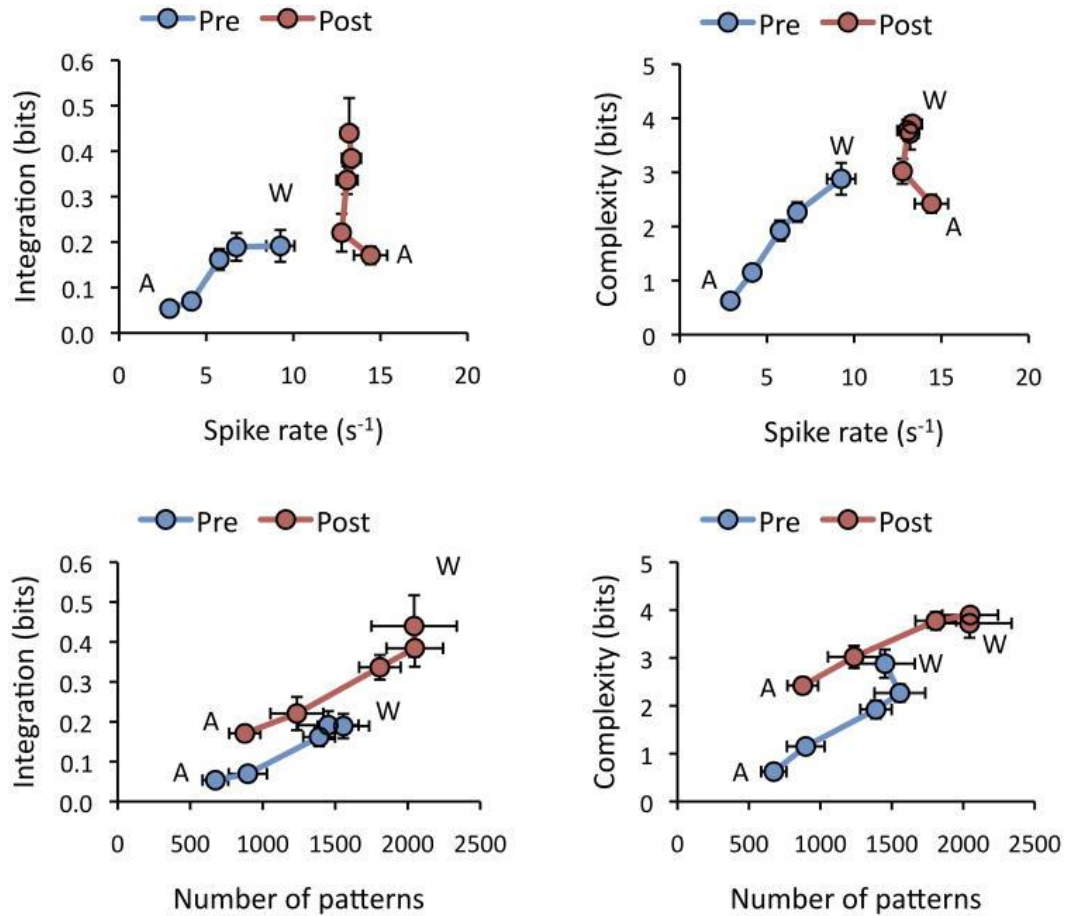 Pre Post
Integration (bits)
0.6
0.5
0.4
0.3
0.2
0.1
0.0
W
A
A
0 5 10 15 20
Spike rate (s⁻¹)
Pre Post
Complexity (bits)
5
4
3
2
1
0
W
W
A
A
0 5 10 15 20
Spike rate (s⁻¹)
Pre Post
Integration (bits)
0.6
0.5
0.4
0.3
0.2
0.1
0.0
W
W
A
A
0 500 1000 1500 2000 2500
Number of patterns
Pre Post
Complexity (bits)
5
4
3
2
1
0
W
W
A
A
0 500 1000 1500 2000 2500
Number of patterns